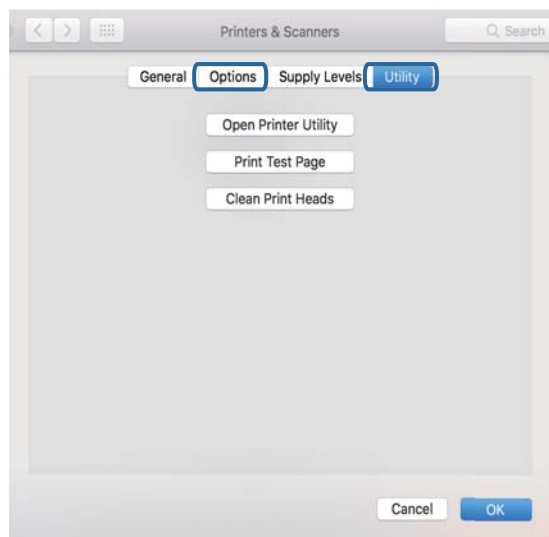 Printers & Scanners Search
General Options Supply Levels Utility
Open Printer Utility
Print Test Page
Clean Print Heads
Cancel OK